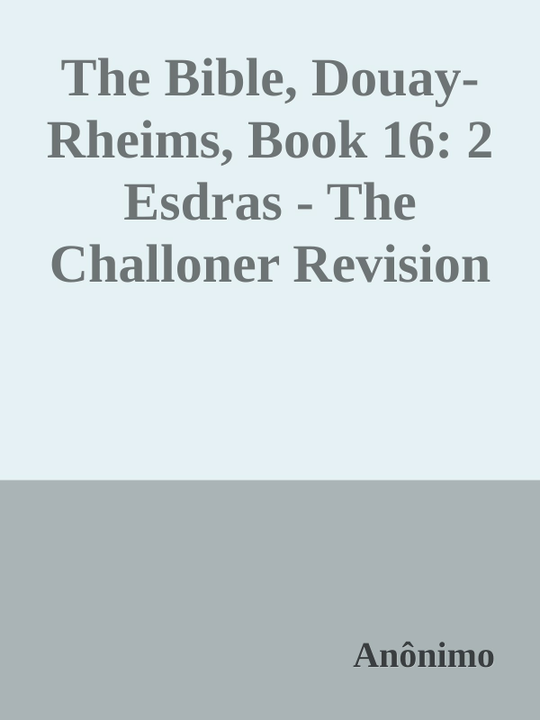 The Bible, Douay-
Rheims, Book 16: 2
Esdras - The
Challoner Revision
Anônimo